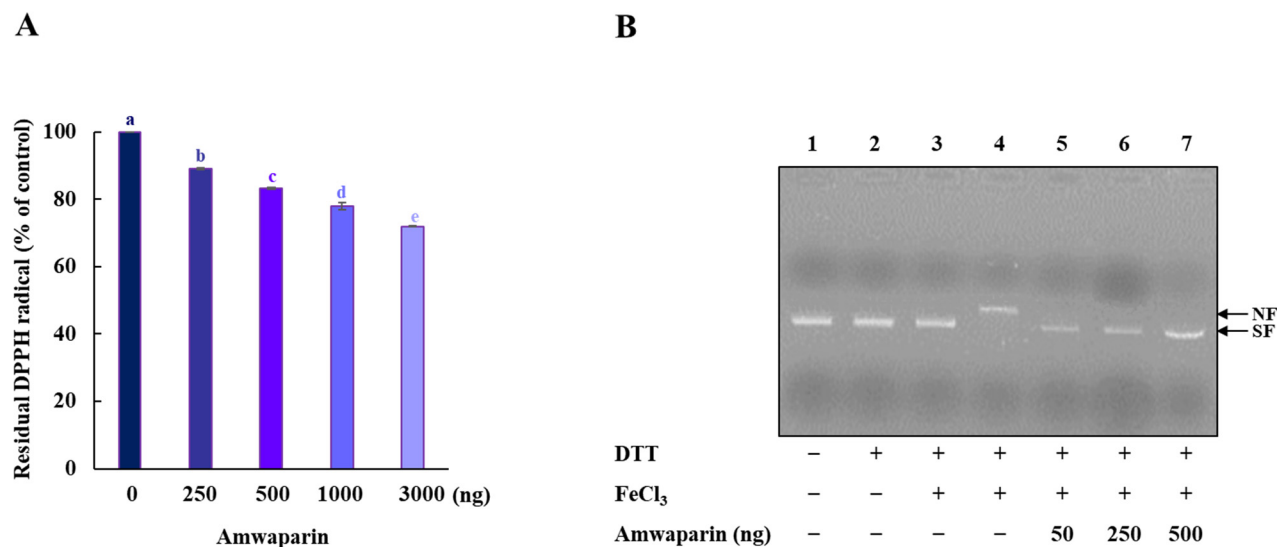 A
B
Residual DPPH radical (% of control)
100
80
60
40
20
0
a
b
c
d
e
0 250 500 1000 3000 (ng)
Amwaparin
1 2 3 4 5 6 7
NF
SF
DTT – + + + + + +
FeCl₃ – – + + + + +
Amwaparin (ng) – – – – 50 250 500